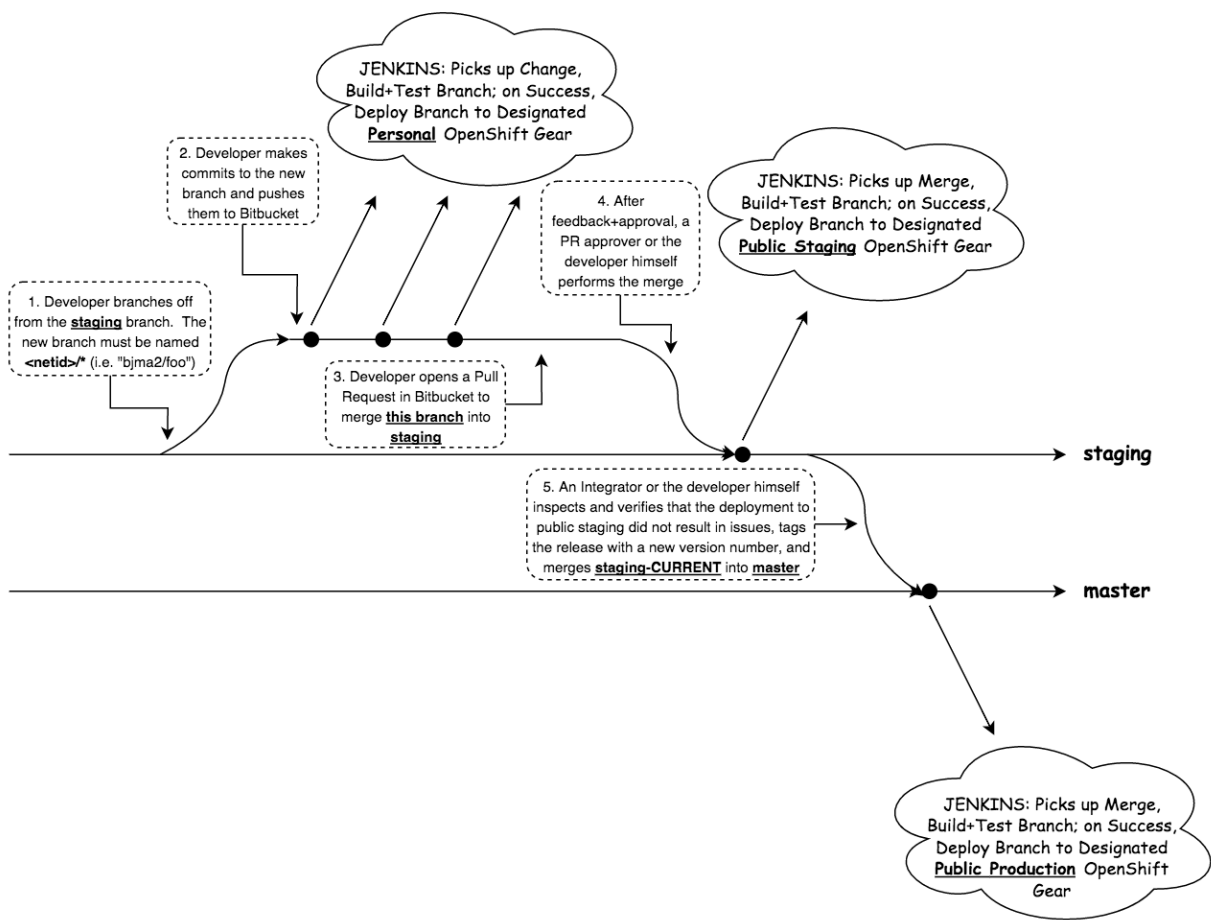 JENKINS: Picks up Change,
Build+Test Branch; on Success,
Deploy Branch to Designated
Personal OpenShift Gear
2. Developer makes
commits to the new
branch and pushes
them to Bitbucket
JENKINS: Picks up Merge,
Build+Test Branch; on Success,
Deploy Branch to Designated
Public Staging OpenShift Gear
4. After
feedback+approval, a
PR approver or the
developer himself
performs the merge
1. Developer branches off
from the staging branch. The
new branch must be named
<netid>/* (i.e. "bjma2/foo")
3. Developer opens a Pull
Request in Bitbucket to
merge this branch into
staging
staging
5. An Integrator or the developer himself
inspects and verifies that the deployment to
public staging did not result in issues, tags
the release with a new version number, and
merges staging-CURRENT into master
master
JENKINS: Picks up Merge,
Build+Test Branch; on Success,
Deploy Branch to Designated
Public Production OpenShift
Gear